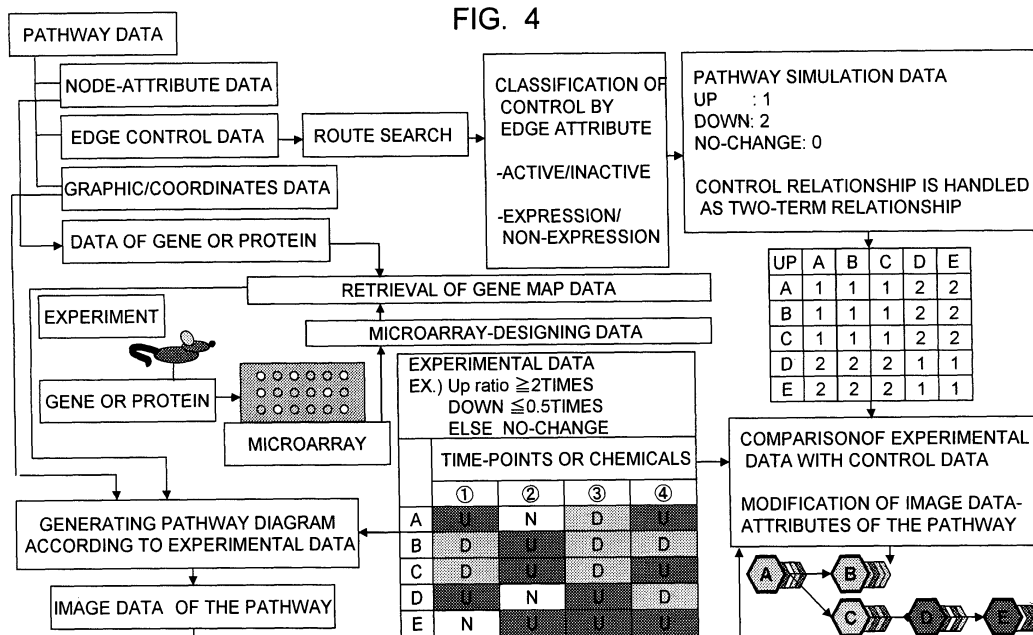 FIG. 4
PATHWAY DATA
NODE-ATTRIBUTE DATA
EDGE CONTROL DATA
GRAPHIC/COORDINATES DATA
DATA OF GENE OR PROTEIN
ROUTE SEARCH
CLASSIFICATION OF
CONTROL BY
EDGE ATTRIBUTE
-ACTIVE/INACTIVE
-EXPRESSION/
NON-EXPRESSION
PATHWAY SIMULATION DATA
UP : 1
DOWN: 2
NO-CHANGE: 0
CONTROL RELATIONSHIP IS HANDLED
AS TWO-TERM RELATIONSHIP
UP A B C D E
A 1 1 1 2 2
B 1 1 1 2 2
C 1 1 1 2 2
D 2 2 2 1 1
E 2 2 2 1 1
RETRIEVAL OF GENE MAP DATA
MICROARRAY-DESIGNING DATA
EXPERIMENT
GENE OR PROTEIN
MICROARRAY
EXPERIMENTAL DATA
EX.) Up ratio ≧2TIMES
DOWN ≦0.5TIMES
ELSE NO-CHANGE
TIME-POINTS OR CHEMICALS
① ② ③ ④
A U N D U
B D U D D
C D U D U
D U N U D
E N U U U
COMPARISONOF EXPERIMENTAL
DATA WITH CONTROL DATA
MODIFICATION OF IMAGE DATA-
ATTRIBUTES OF THE PATHWAY
A B
C D E
GENERATING PATHWAY DIAGRAM
ACCORDING TO EXPERIMENTAL DATA
IMAGE DATA OF THE PATHWAY